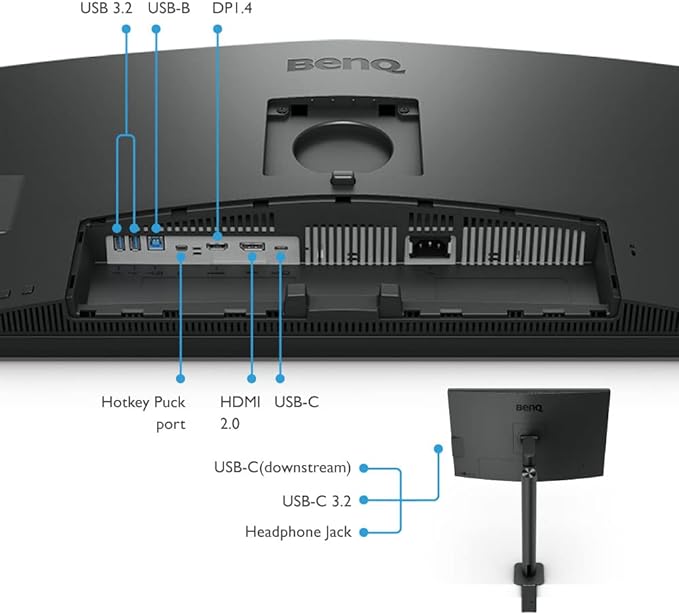 USB 3.2
USB-B
DP1.4
BenQ
Hotkey Puck
port
HDMI
2.0
USB-C
BenQ
USB-C(downstream)
USB-C 3.2
Headphone Jack